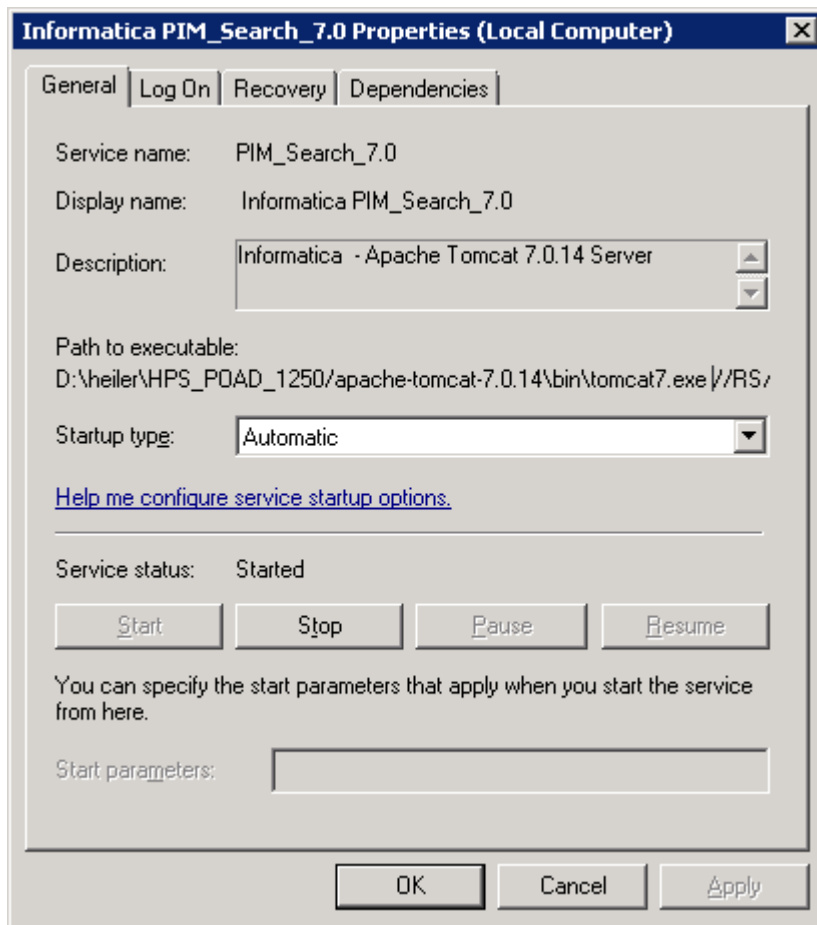 Informatica PIM_Search_7.0 Properties (Local Computer)
General Log On Recovery Dependencies
Service name: PIM_Search_7.0
Display name: Informatica PIM_Search_7.0
Description: Informatica - Apache Tomcat 7.0.14 Server
Path to executable:
D:\heiler\HPS_POAD_1250/apache-tomcat-7.0.14\bin\tomcat7.exe //RS/
Startup type: Automatic
Help me configure service startup options.
Service status: Started
Start Stop Pause Resume
You can specify the start parameters that apply when you start the service
from here.
Start parameters:
OK Cancel Apply